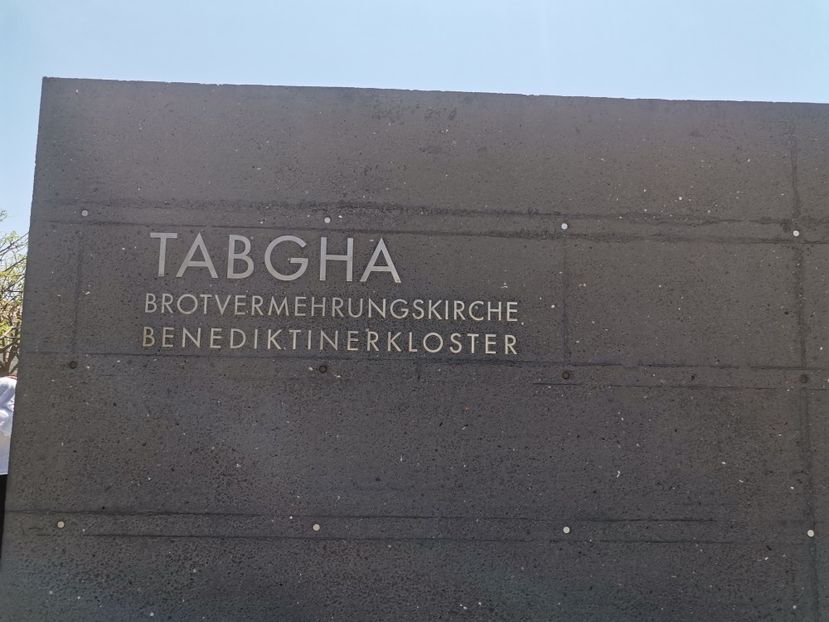 TABGHA
BROTVERMEHRUNGSKIRCHE
BENEDIKTINERKLOSTER